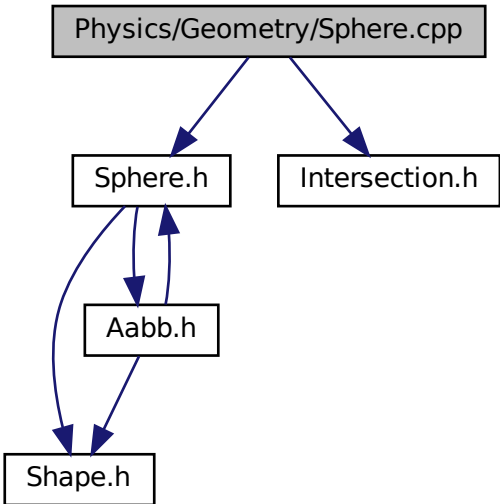 Physics/Geometry/Sphere.cpp
Sphere.h
Intersection.h
Aabb.h
Shape.h